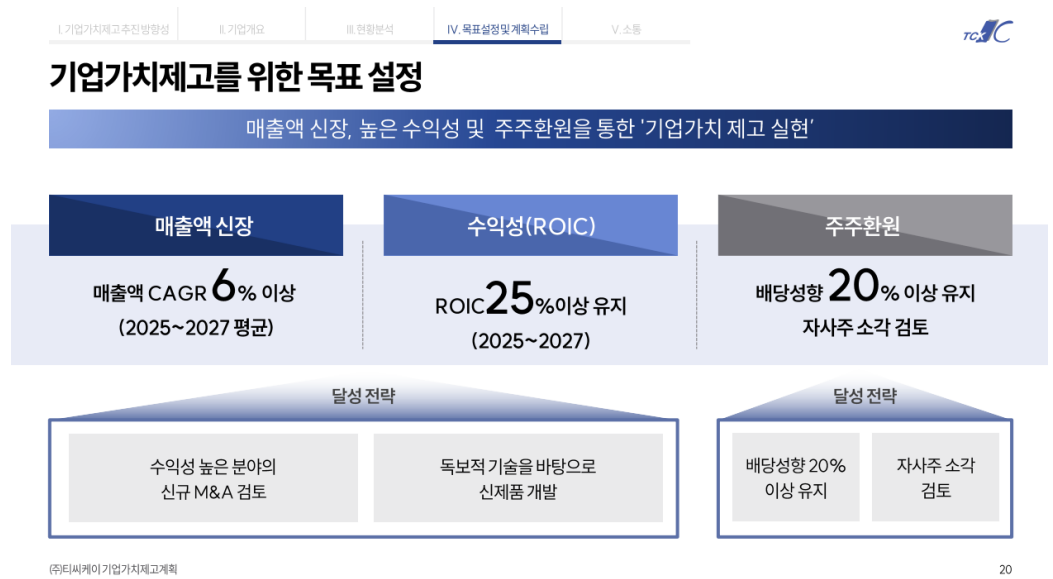 I. 기업가치제고추진방향성
II. 기업개요
III.현황분석
IV. 목표설정및계획수립
V. 소통
TCK
기업가치제고를 위한 목표 설정
매출액 신장, 높은 수익성 및 주주환원을 통한 '기업가치 제고 실현'
매출액 신장
매출액 CAGR 6% 이상
(2025~2027 평균)
수익성(ROIC)
ROIC25%이상 유지
(2025~2027)
주주환원
배당성향 20% 이상 유지
자사주 소각 검토
달성 전략
수익성 높은 분야의
신규 M&A 검토
독보적 기술을 바탕으로
신제품 개발
달성 전략
배당성향 20%
이상 유지
자사주 소각
검토
(주)티씨케이 기업가치제고계획
20